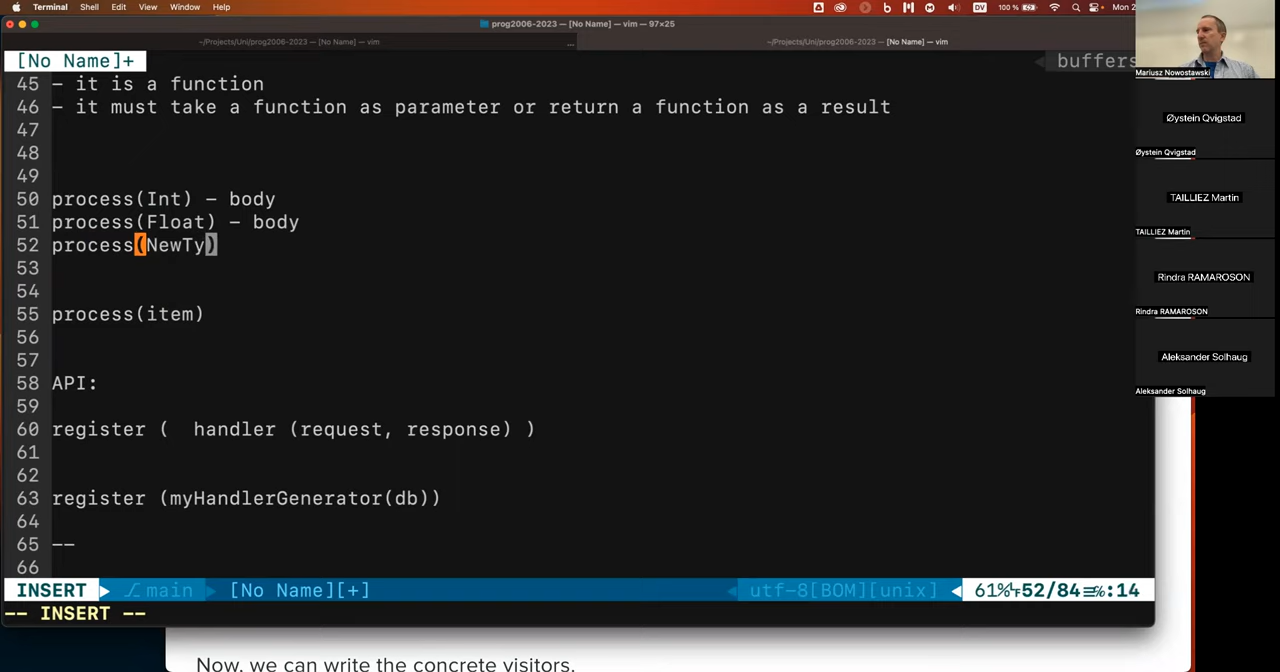 Terminal Shell Edit View Window Help
DV 100 % Mon 2
prog2006-2023 — [No Name] — vim — 97×25
~/Projects/Uni/prog2006-2023 — [No Name] — vim ... ~/Projects/Uni/prog2006-2023 — [No Name] — vim
[No Name]+ buffers
45 - it is a function
46 - it must take a function as parameter or return a function as a result
47
48
49
50 process(Int) - body
51 process(Float) - body
52 process(NewTy)
53
54
55 process(item)
56
57
58 API:
59
60 register (  handler (request, response) )
61
62
63 register (myHandlerGenerator(db))
64
65 --
66
INSERT main [No Name][+] utf-8[BOM][unix] 61% 52/84 :14
-- INSERT --
Now, we can write the concrete visitors.
Mariusz Nowostawski
Øystein Qvigstad
Øystein Qvigstad
TAILLIEZ Martin
TAILLIEZ Martin
Rindra RAMAROSON
Rindra RAMAROSON
Aleksander Solhaug
Aleksander Solhaug